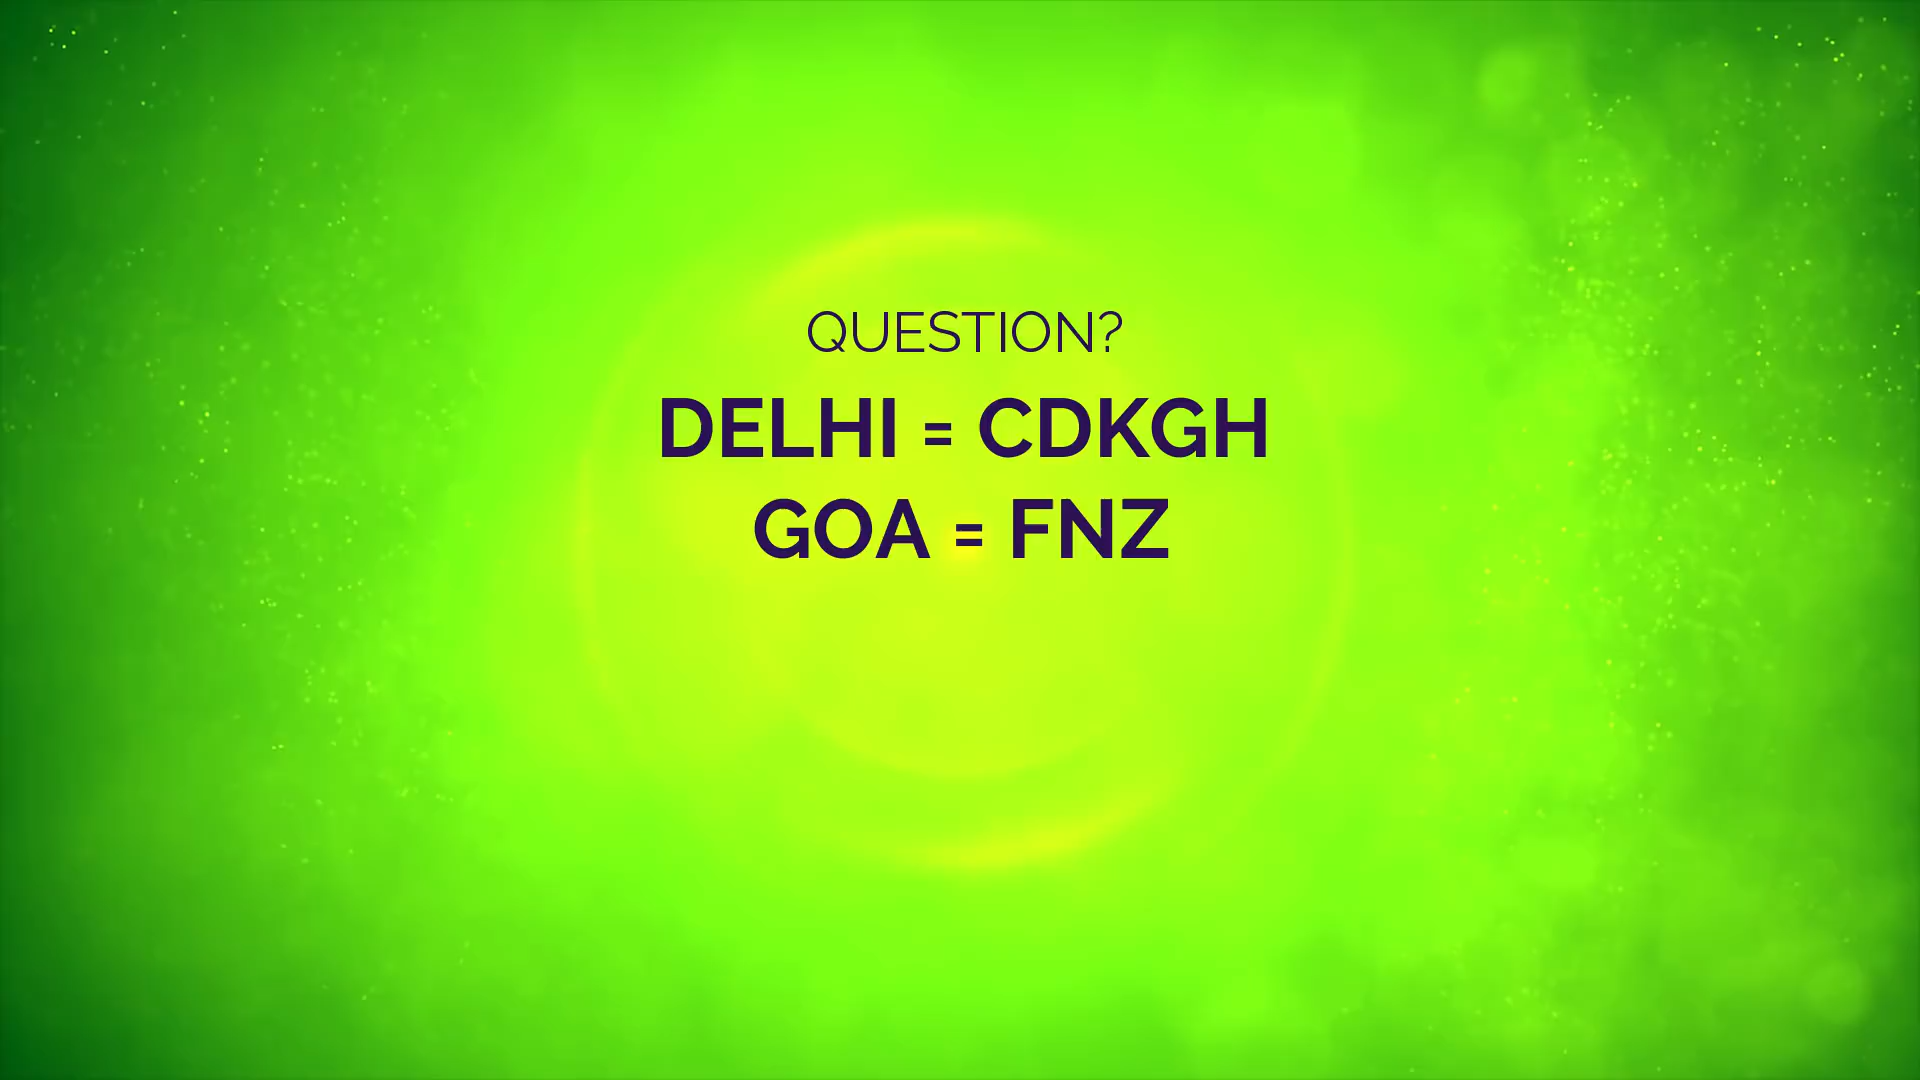 QUESTION?
DELHI = CDKGH
GOA = FNZ